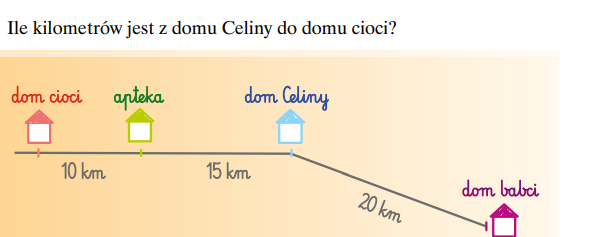 Ile kilometrów jest z domu Celiny do domu cioci?
dom cioci apteka dom Celiny
10 km 15 km
dom babci
20 km